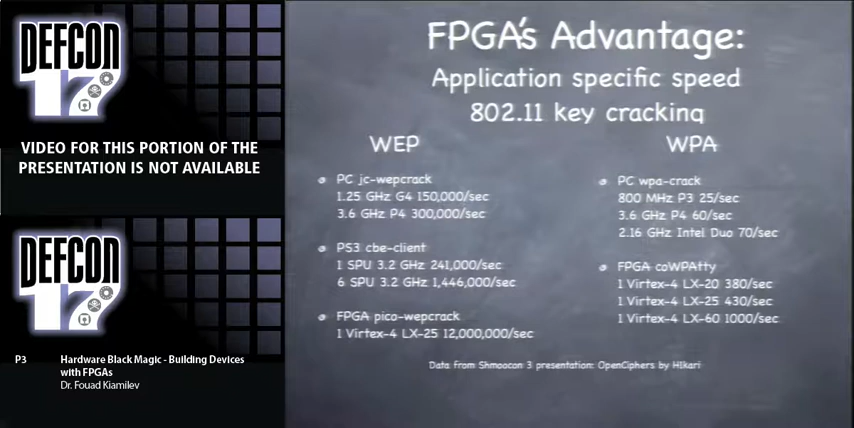 DEFCON
17
VIDEO FOR THIS PORTION OF THE
PRESENTATION IS NOT AVAILABLE
DEFCON
17
P3 Hardware Black Magic - Building Devices
with FPGAs
Dr. Fouad Kiamilev
FPGA's Advantage:
Application specific speed
802.11 key cracking
WEP
PC jc-wepcrack
1.25 GHz G4 150,000/sec
3.6 GHz P4 300,000/sec
PS3 cbe-client
1 SPU 3.2 GHz 241,000/sec
6 SPU 3.2 GHz 1,446,000/sec
FPGA pico-wepcrack
1 Virtex-4 LX-25 12,000,000/sec
WPA
PC wpa-crack
800 MHz P3 25/sec
3.6 GHz P4 60/sec
2.16 GHz Intel Duo 70/sec
FPGA coWPAtty
1 Virtex-4 LX-20 380/sec
1 Virtex-4 LX-25 430/sec
1 Virtex-4 LX-60 1000/sec
Data from Shmoocon 3 presentation: OpenCiphers by H1kari